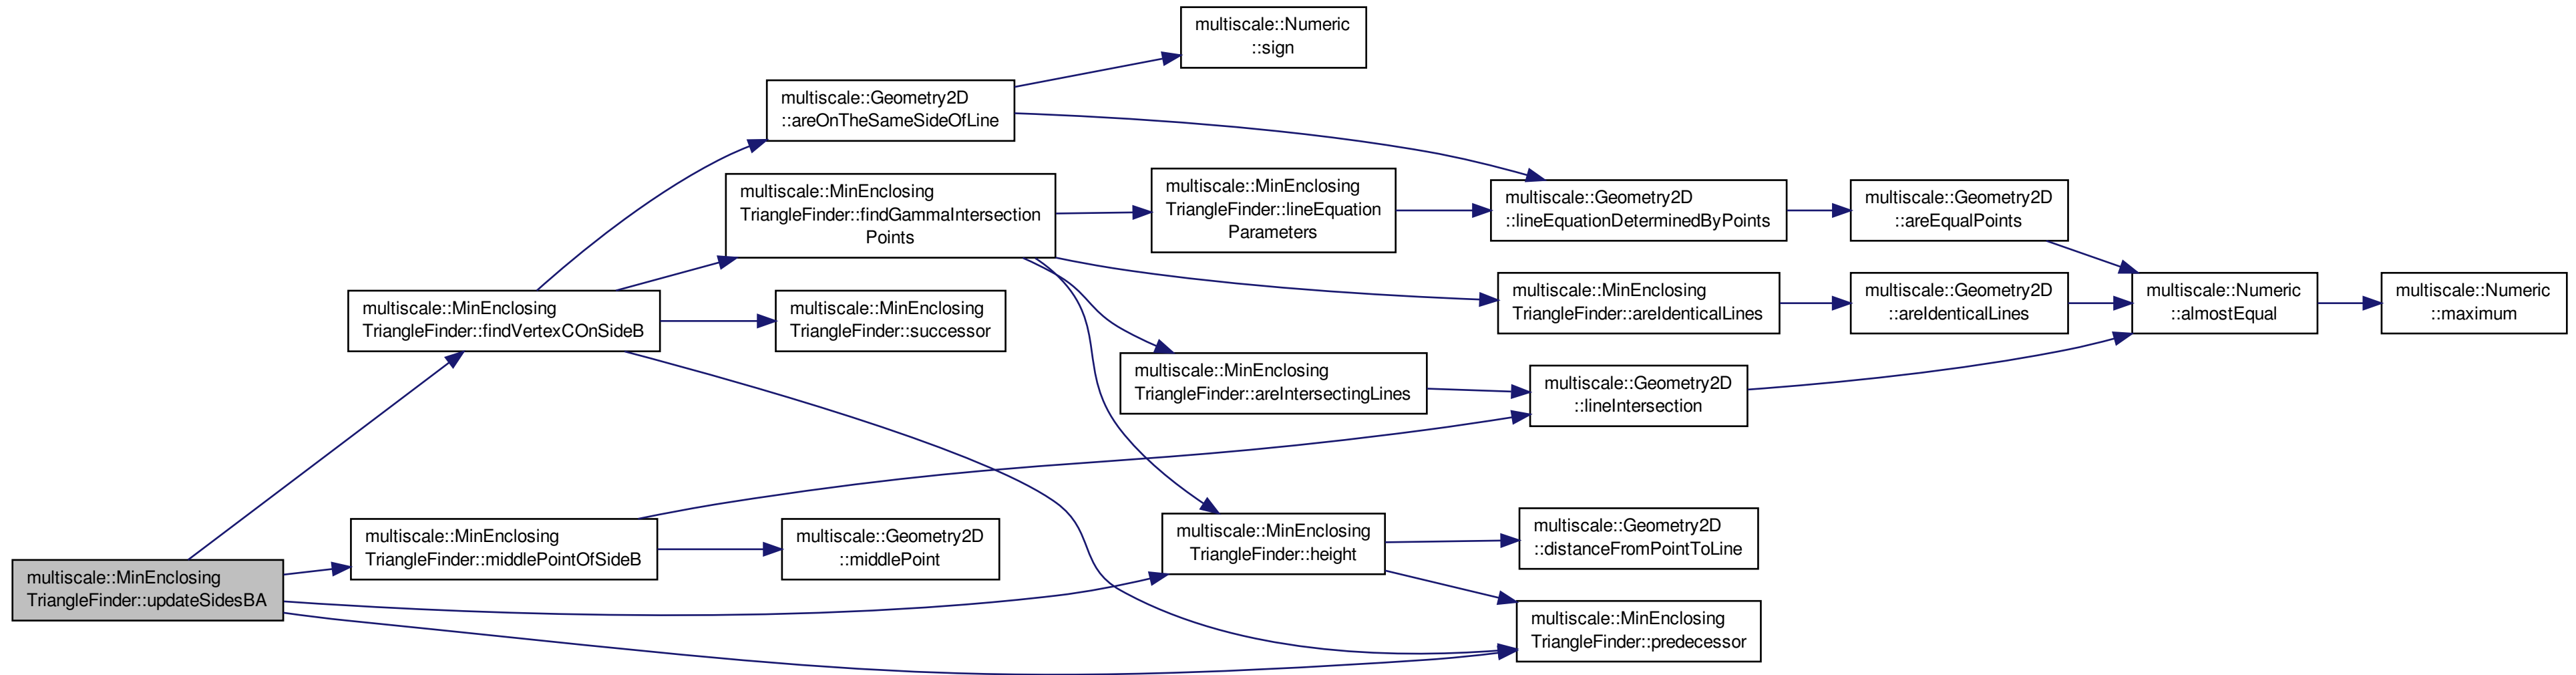 multiscale::Numeric
::sign
multiscale::Geometry2D
::areOnTheSameSideOfLine
multiscale::MinEnclosing
TriangleFinder::findGammaIntersection
Points
multiscale::MinEnclosing
TriangleFinder::lineEquation
Parameters
multiscale::Geometry2D
::lineEquationDeterminedByPoints
multiscale::Geometry2D
::areEqualPoints
multiscale::MinEnclosing
TriangleFinder::findVertexCOnSideB
multiscale::MinEnclosing
TriangleFinder::successor
multiscale::MinEnclosing
TriangleFinder::areIdenticalLines
multiscale::Geometry2D
::areIdenticalLines
multiscale::Numeric
::almostEqual
multiscale::Numeric
::maximum
multiscale::MinEnclosing
TriangleFinder::areIntersectingLines
multiscale::Geometry2D
::lineIntersection
multiscale::MinEnclosing
TriangleFinder::middlePointOfSideB
multiscale::Geometry2D
::middlePoint
multiscale::MinEnclosing
TriangleFinder::height
multiscale::Geometry2D
::distanceFromPointToLine
multiscale::MinEnclosing
TriangleFinder::updateSidesBA
multiscale::MinEnclosing
TriangleFinder::predecessor